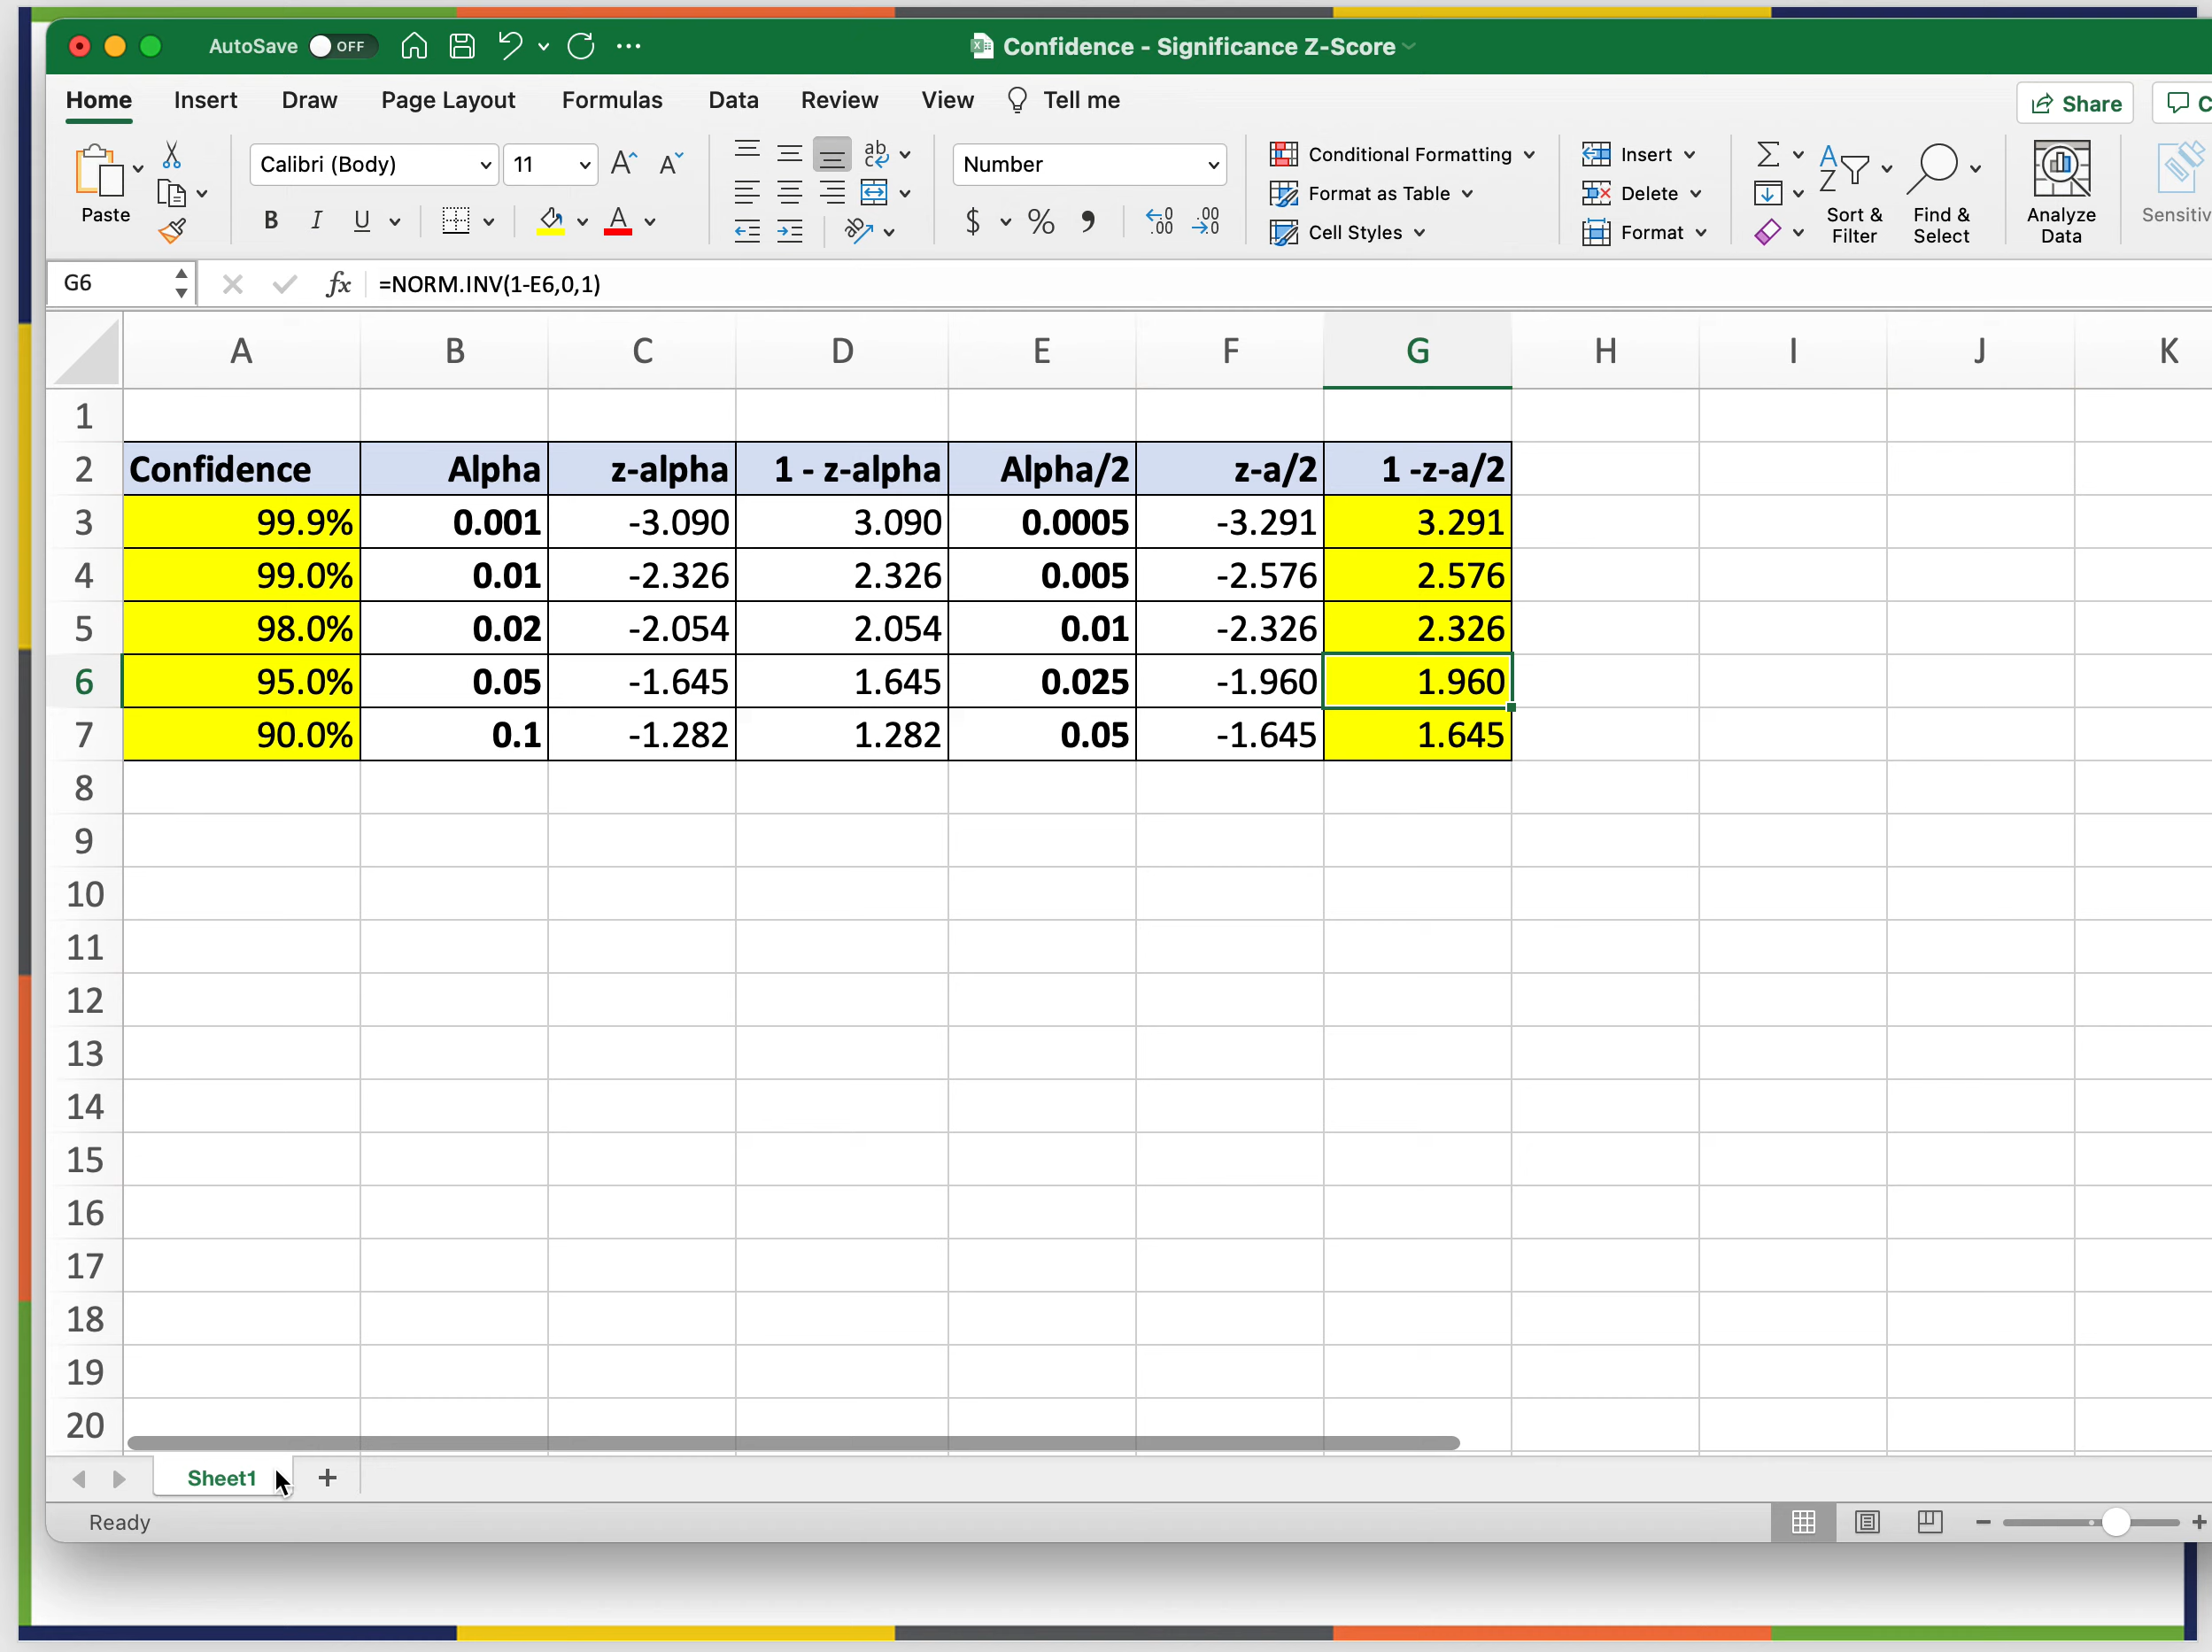 AutoSave OFF Confidence - Significance Z-Score
Home Insert Draw Page Layout Formulas Data Review View Tell me Share
Calibri (Body) 11 Number Conditional Formatting Insert
Format as Table Delete
Paste Sort & Filter Find & Select Analyze Data
B I U $ % Cell Styles Format
G6 fx =NORM.INV(1-E6,0,1)
A B C D E F G H I J K
1
2 Confidence Alpha z-alpha 1 - z-alpha Alpha/2 z-a/2 1 -z-a/2
3 99.9% 0.001 -3.090 3.090 0.0005 -3.291 3.291
4 99.0% 0.01 -2.326 2.326 0.005 -2.576 2.576
5 98.0% 0.02 -2.054 2.054 0.01 -2.326 2.326
6 95.0% 0.05 -1.645 1.645 0.025 -1.960 1.960
7 90.0% 0.1 -1.282 1.282 0.05 -1.645 1.645
8
9
10
11
12
13
14
15
16
17
18
19
20
Sheet1 +
Ready